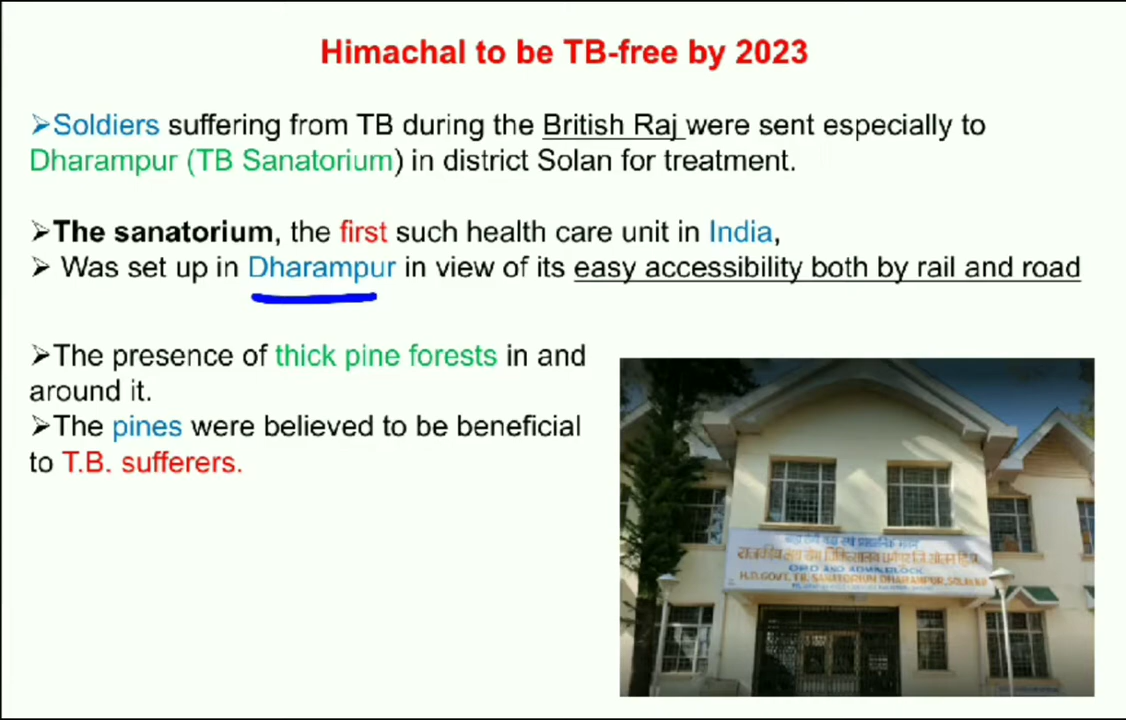 Himachal to be TB-free by 2023
➢Soldiers suffering from TB during the British Raj were sent especially to
Dharampur (TB Sanatorium) in district Solan for treatment.
➢The sanatorium, the first such health care unit in India,
➢ Was set up in Dharampur in view of its easy accessibility both by rail and road
➢The presence of thick pine forests in and
around it.
➢The pines were believed to be beneficial
to T.B. sufferers.
OPD AND ADMN.BLOCK
H.P.GOVT. TB. SANATORIUM DHARAMPUR, SOLAN